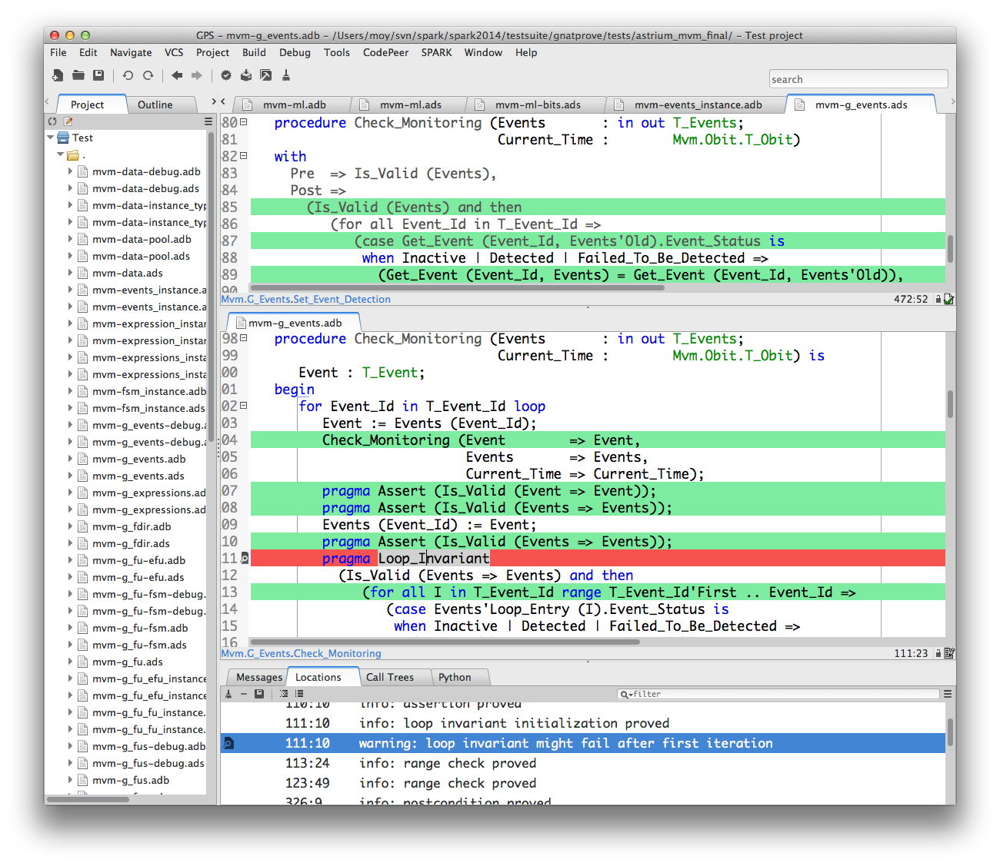 GPS – mvm-g_events.adb – /Users/moy/svn/spark/spark2014/testsuite/gnatprove/tests/astrium_mvm_final/ – Test project
File Edit Navigate VCS Project Build Debug Tools CodePeer SPARK Window Help
search
Project Outline
mvm-ml.adb mvm-ml.ads mvm-ml-bits.ads mvm-events_instance.adb mvm-g_events.ads
Test
.
mvm-data-debug.adb
mvm-data-debug.ads
mvm-data-instance_typ
mvm-data-instance_typ
mvm-data-pool.adb
mvm-data-pool.ads
mvm-data.ads
mvm-events_instance.a
mvm-events_instance.a
mvm-expression_instar
mvm-expression_instar
mvm-expressions_insta
mvm-expressions_insta
mvm-fsm_instance.adb
mvm-fsm_instance.ads
mvm-g_events-debug.a
mvm-g_events-debug.a
mvm-g_events.adb
mvm-g_events.ads
mvm-g_expressions.ad
mvm-g_expressions.ad
mvm-g_fdir.adb
mvm-g_fdir.ads
mvm-g_fu-efu.adb
mvm-g_fu-efu.ads
mvm-g_fu-fsm-debug.
mvm-g_fu-fsm-debug.
mvm-g_fu-fsm.adb
mvm-g_fu-fsm.ads
mvm-g_fu.ads
mvm-g_fu_efu_instance
mvm-g_fu_efu_instance
mvm-g_fu_fu_instance.
mvm-g_fu_fu_instance.
mvm-g_fus-debug.adb
mvm-g_fus-debug.ads
mvm-g_fus.adb
80 procedure Check_Monitoring (Events : in out T_Events;
81 Current_Time : Mvm.Obit.T_Obit)
82 with
83 Pre => Is_Valid (Events),
84 Post =>
85 (Is_Valid (Events) and then
86 (for all Event_Id in T_Event_Id =>
87 (case Get_Event (Event_Id, Events'Old).Event_Status is
88 when Inactive | Detected | Failed_To_Be_Detected =>
89 (Get_Event (Event_Id, Events) = Get_Event (Event_Id, Events'Old)),
90
Mvm.G_Events.Set_Event_Detection 472:52
mvm-g_events.adb
98 procedure Check_Monitoring (Events : in out T_Events;
99 Current_Time : Mvm.Obit.T_Obit) is
00 Event : T_Event;
01 begin
02 for Event_Id in T_Event_Id loop
03 Event := Events (Event_Id);
04 Check_Monitoring (Event => Event,
05 Events => Events,
06 Current_Time => Current_Time);
07 pragma Assert (Is_Valid (Event => Event));
08 pragma Assert (Is_Valid (Events => Events));
09 Events (Event_Id) := Event;
10 pragma Assert (Is_Valid (Events => Events));
11 pragma Loop_Invariant
12 (Is_Valid (Events => Events) and then
13 (for all I in T_Event_Id range T_Event_Id'First .. Event_Id =>
14 (case Events'Loop_Entry (I).Event_Status is
15 when Inactive | Detected | Failed_To_Be_Detected =>
16
Mvm.G_Events.Check_Monitoring 111:23
Messages Locations Call Trees Python
filter
110:10 info: assertion proved
111:10 info: loop invariant initialization proved
111:10 warning: loop invariant might fail after first iteration
113:24 info: range check proved
123:49 info: range check proved
326:9 info: postcondition proved